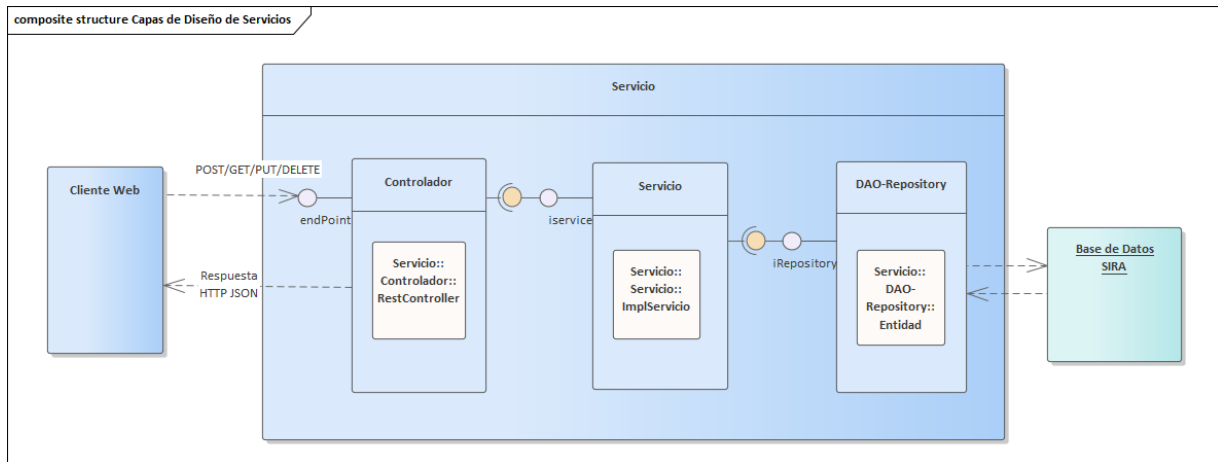 composite structure Capas de Diseño de Servicios
Servicio
POST/GET/PUT/DELETE
Cliente Web
endPoint
Respuesta
HTTP JSON
Controlador
Servicio::
Controlador::
RestController
iservice
Servicio
Servicio::
Servicio::
ImplServicio
iRepository
DAO-Repository
Servicio::
DAO-
Repository::
Entidad
Base de Datos
SIRA